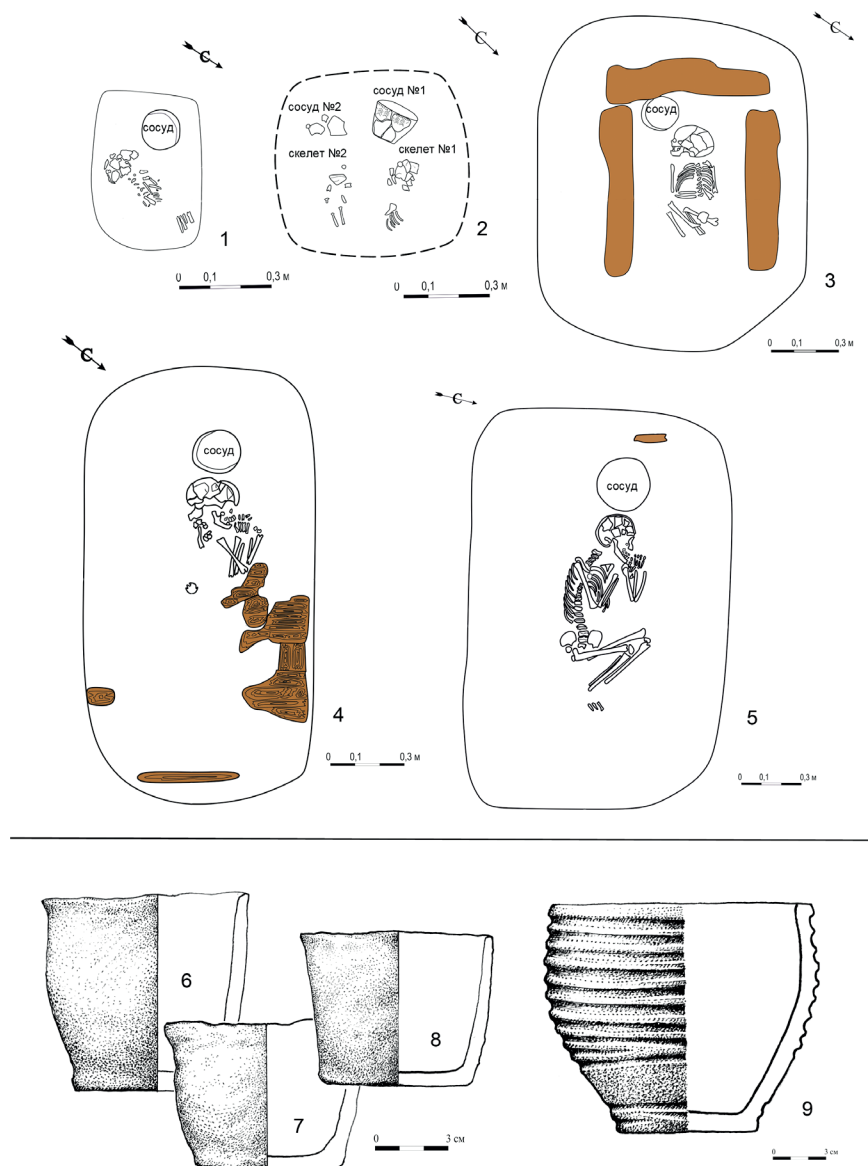 С
С
С
сосуд
сосуд №2
сосуд №1
скелет №2
скелет №1
1
2
0 0,1 0,3 м
0 0,1 0,3 м
сосуд
3
0 0,1 0,3 м
С
С
сосуд
сосуд
4
0 0,1 0,3 м
5
0 0,1 0,3 м
6
8
7
9
0 3 см
0 3 см